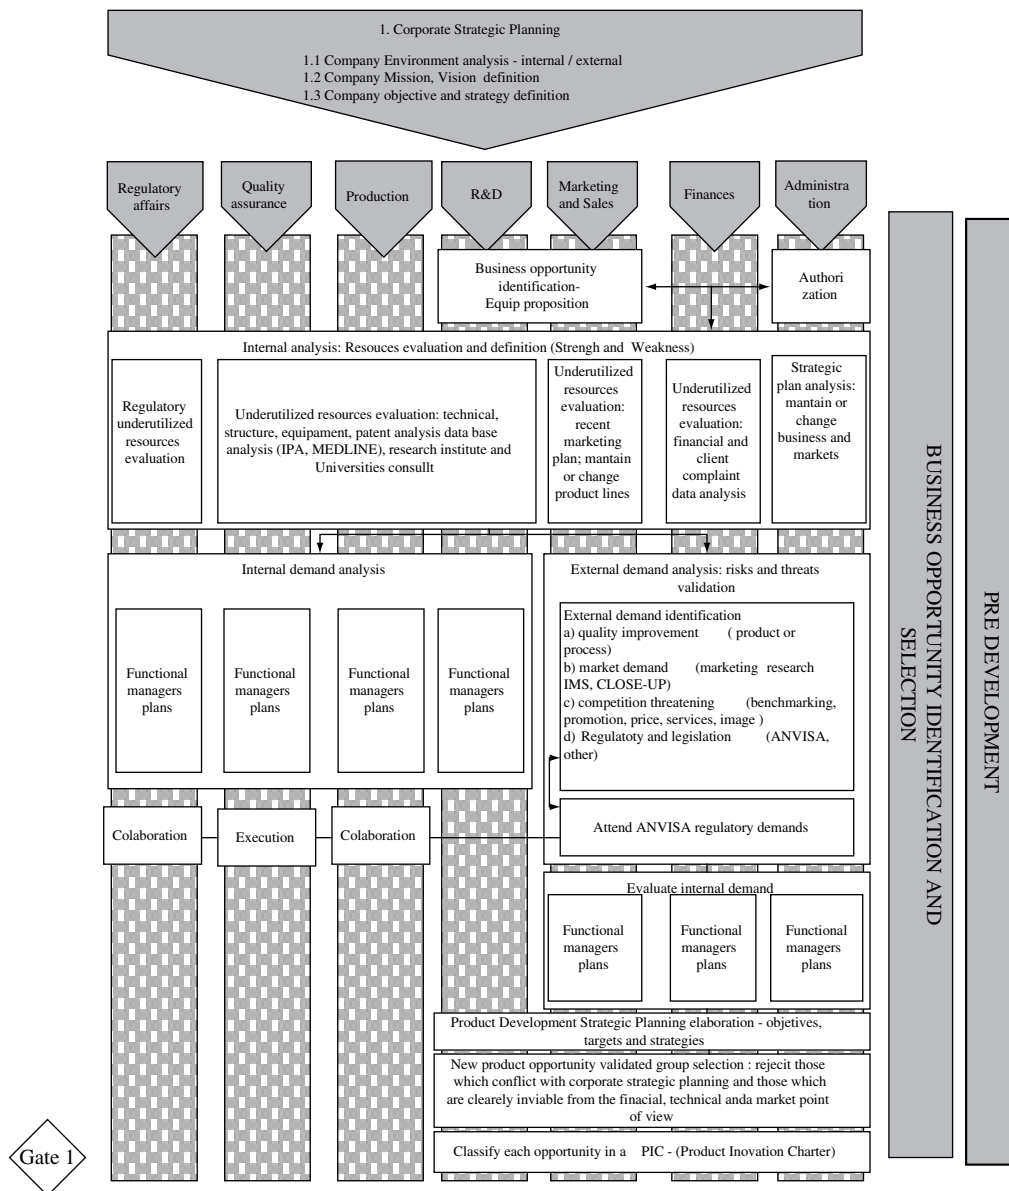 1. Corporate Strategic Planning
1.1 Company Environment analysis - internal / external
1.2 Company Mission, Vision definition
1.3 Company objective and strategy definition
Regulatory
affairs
Quality
assurance
Production
R&D
Marketing
and Sales
Finances
Administra
tion
Business opportunity
identification-
Equip proposition
Authori
zation
Internal analysis: Resouces evaluation and definition (Strengh and Weakness)
Regulatory
underutilized
resources
evaluation
Underutilized resources evaluation: technical,
structure, equipament, patent analysis data base
analysis (IPA, MEDLINE), research institute and
Universities consullt
Underutilized
resources
evaluation:
recent
marketing
plan; mantain
or change
product lines
Underutilized
resources
evaluation:
financial and
client
complaint
data analysis
Strategic
plan analysis:
mantain or
change
business and
markets
Internal demand analysis
Functional
managers
plans
Functional
managers
plans
Functional
managers
plans
Functional
managers
plans
External demand analysis: risks and threats
validation
External demand identification
a) quality improvement ( product or
process)
b) market demand (marketing research
IMS, CLOSE-UP)
c) competition threatening (benchmarking,
promotion, price, services, image )
d) Regulatoty and legislation (ANVISA,
other)
Colaboration
Execution
Colaboration
Attend ANVISA regulatory demands
Evaluate internal demand
Functional
managers
plans
Functional
managers
plans
Functional
managers
plans
Product Development Strategic Planning elaboration - objetives,
targets and strategies
New product opportunity validated group selection : rejecit those
which conflict with corporate strategic planning and those which
are clearely inviable from the finacial, technical anda market point
of view
Classify each opportunity in a PIC - (Product Inovation Charter)
Gate 1
BUSINESS OPPORTUNITY IDENTIFICATION AND
SELECTION
PRE DEVELOPMENT